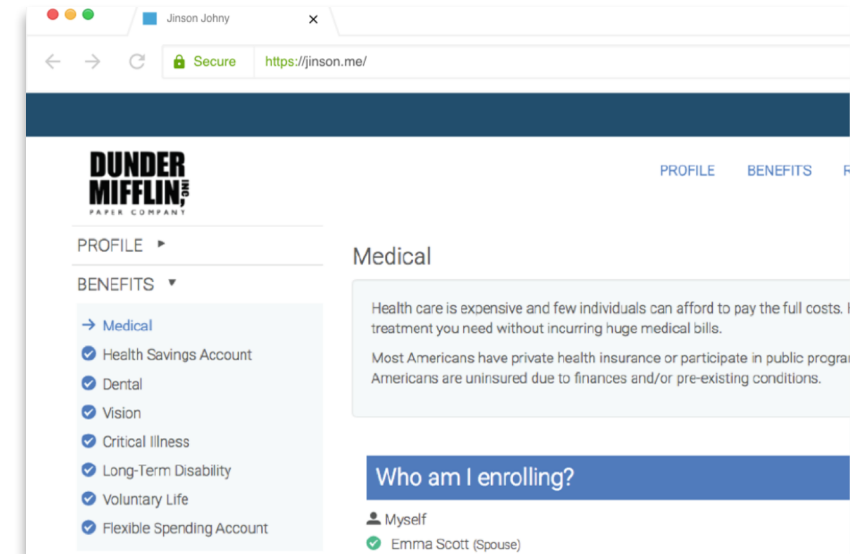 Jinson Johny
Secure https://jinson.me/
DUNDER
MIFFLIN, INC
PAPER COMPANY
PROFILE BENEFITS R
PROFILE
BENEFITS
Medical
Health Savings Account
Dental
Vision
Critical Illness
Long-Term Disability
Voluntary Life
Flexible Spending Account
Medical
Health care is expensive and few individuals can afford to pay the full costs.
treatment you need without incurring huge medical bills.
Most Americans have private health insurance or participate in public progra
Americans are uninsured due to finances and/or pre-existing conditions.
Who am I enrolling?
Myself
Emma Scott (Spouse)